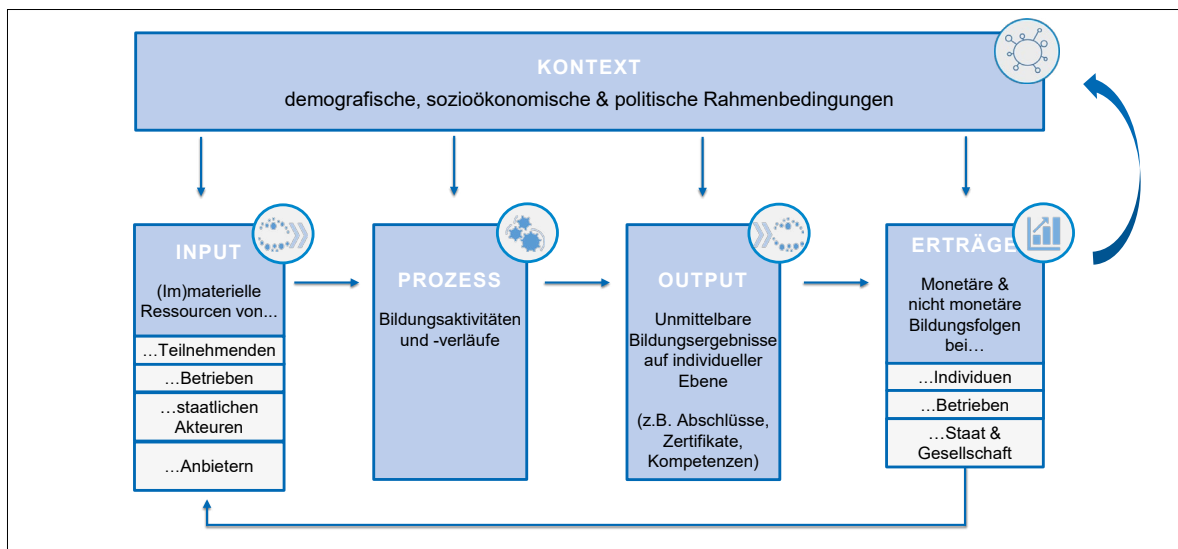 KONTEXT
demografische, sozioökonomische & politische Rahmenbedingungen
INPUT
(Im)materielle
Ressourcen von...
…Teilnehmenden
…Betrieben
…staatlichen
Akteuren
…Anbietern
PROZESS
Bildungsaktivitäten
und -verläufe
OUTPUT
Unmittelbare
Bildungsergebnisse
auf individueller
Ebene
(z.B. Abschlüsse,
Zertifikate,
Kompetenzen)
ERTRÄGE
Monetäre &
nicht monetäre
Bildungsfolgen
bei…
…Individuen
…Betrieben
…Staat &
Gesellschaft